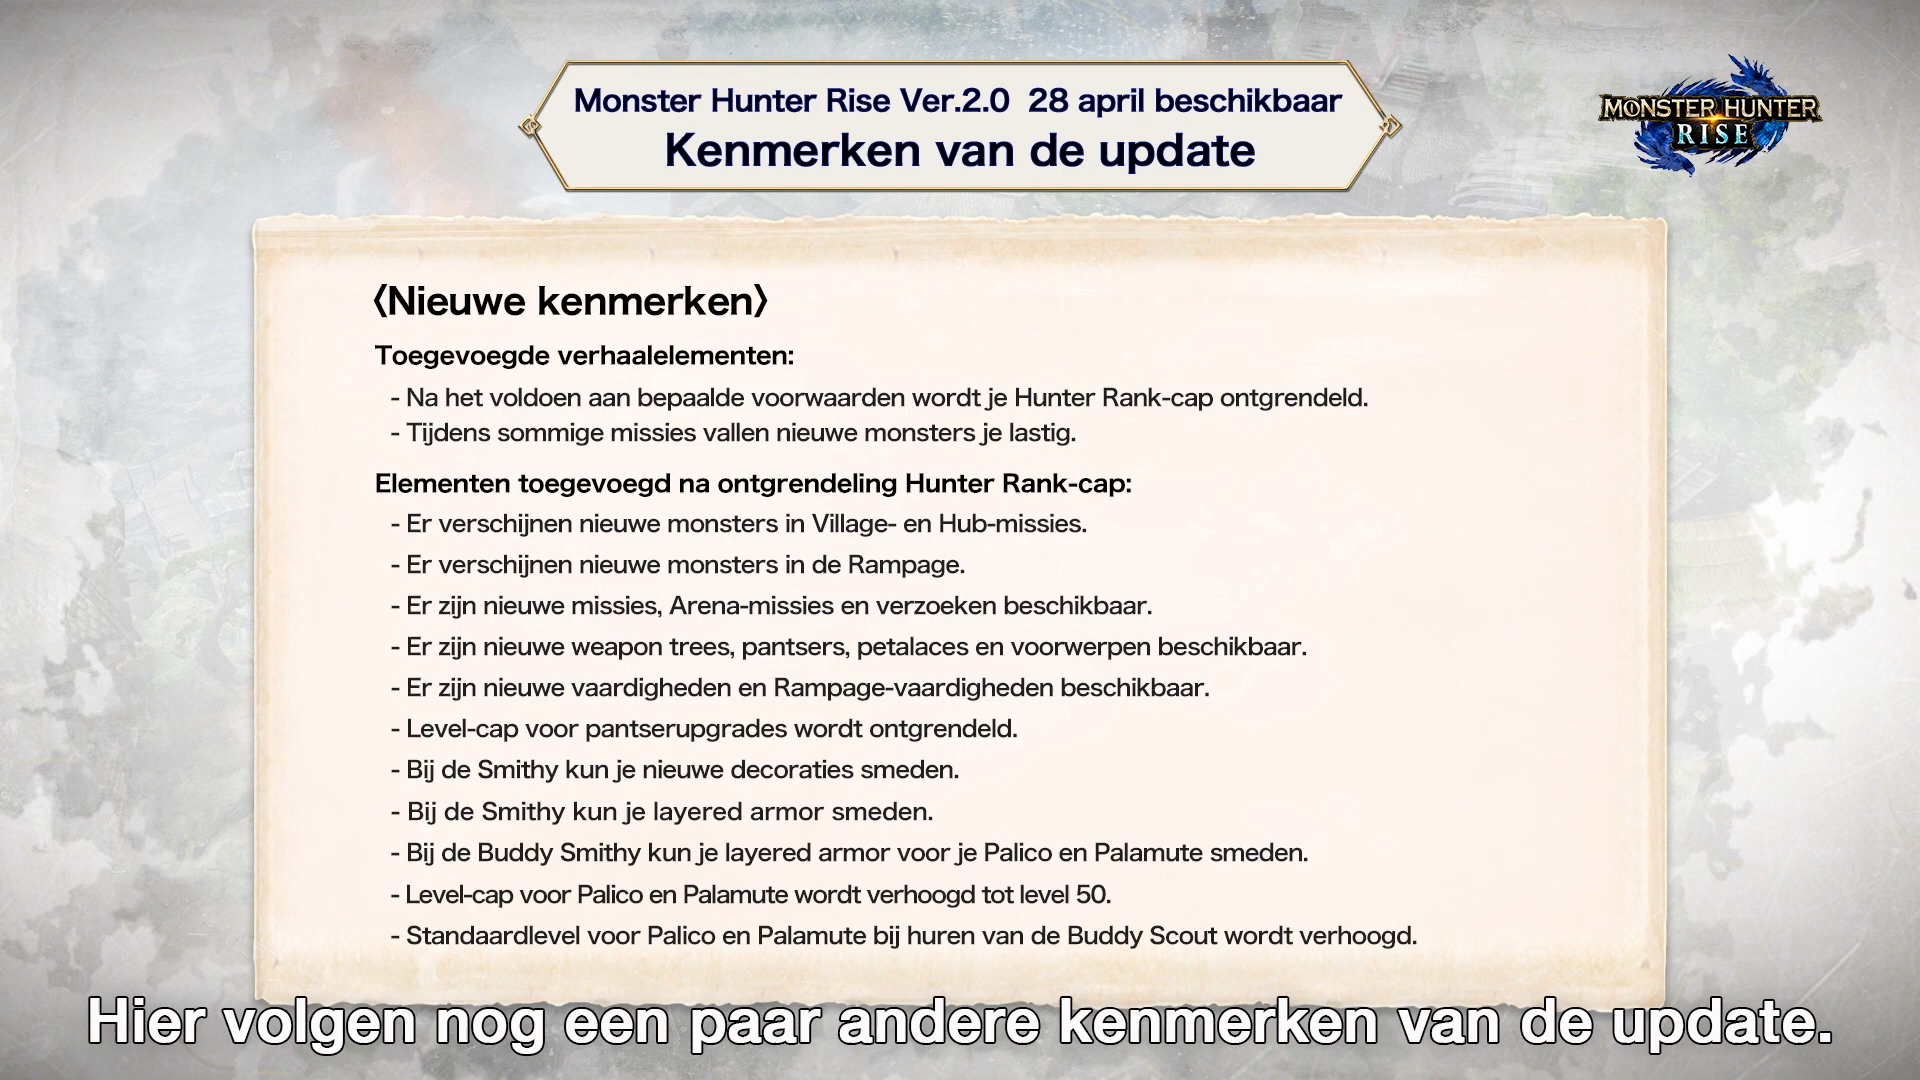 Monster Hunter Rise Ver.2.0 28 april beschikbaar
Kenmerken van de update
MONSTER HUNTER
RISE
〈Nieuwe kenmerken〉
Toegevoegde verhaalelementen:
- Na het voldoen aan bepaalde voorwaarden wordt je Hunter Rank-cap ontgrendeld.
- Tijdens sommige missies vallen nieuwe monsters je lastig.
Elementen toegevoegd na ontgrendeling Hunter Rank-cap:
- Er verschijnen nieuwe monsters in Village- en Hub-missies.
- Er verschijnen nieuwe monsters in de Rampage.
- Er zijn nieuwe missies, Arena-missies en verzoeken beschikbaar.
- Er zijn nieuwe weapon trees, pantsers, petalaces en voorwerpen beschikbaar.
- Er zijn nieuwe vaardigheden en Rampage-vaardigheden beschikbaar.
- Level-cap voor pantserupgrades wordt ontgrendeld.
- Bij de Smithy kun je nieuwe decoraties smeden.
- Bij de Smithy kun je layered armor smeden.
- Bij de Buddy Smithy kun je layered armor voor je Palico en Palamute smeden.
- Level-cap voor Palico en Palamute wordt verhoogd tot level 50.
- Standaardlevel voor Palico en Palamute bij huren van de Buddy Scout wordt verhoogd.
Hier volgen nog een paar andere kenmerken van de update.